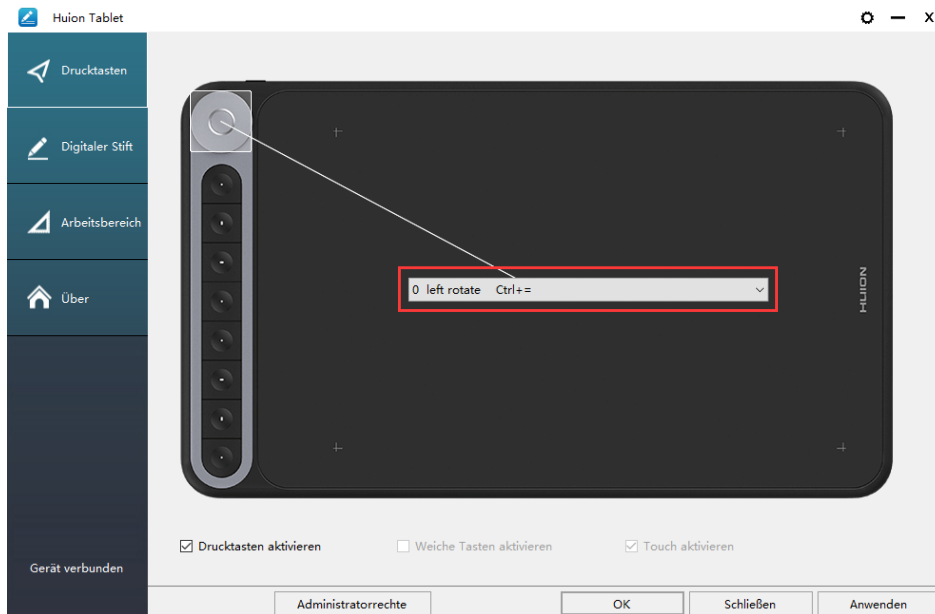 Huion Tablet
Drucktasten
Digitaler Stift
Arbeitsbereich
Über
0 left rotate Ctrl+=
HUION
Drucktasten aktivieren
Weiche Tasten aktivieren
Touch aktivieren
Gerät verbunden
Administratorrechte
OK
Schließen
Anwenden